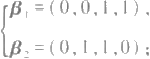 β₁ = ( 0 , 0 , 1 , 1 ) ,
β₂ = ( 0 , 1 , 1 , 0 ) ;